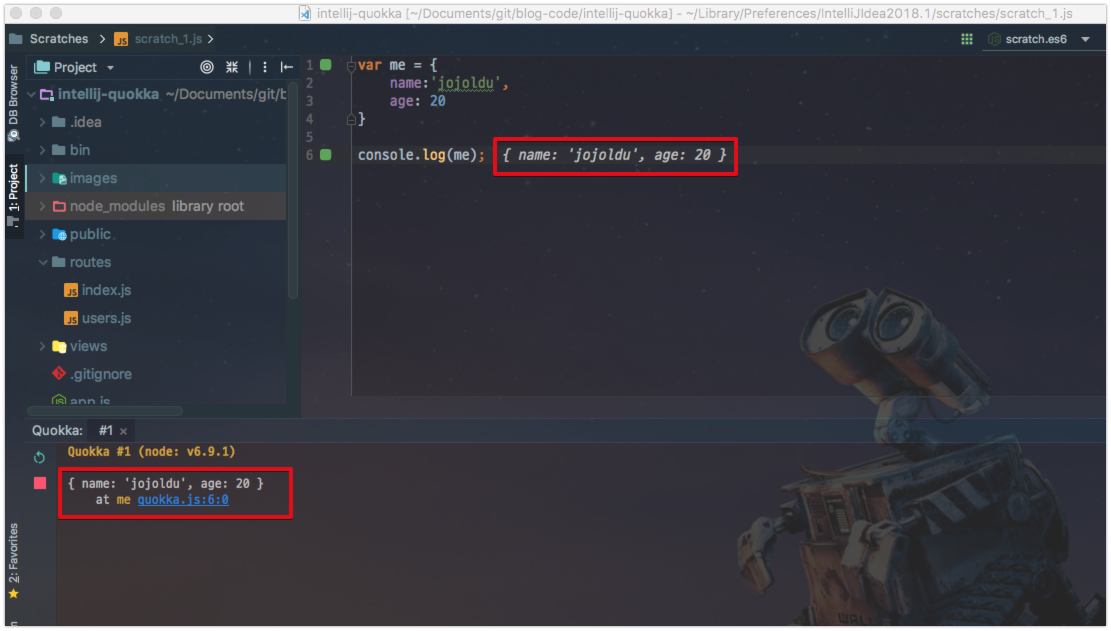 intellij-quokka [~/Documents/git/blog-code/intellij-quokka] - ~/Library/Preferences/IntelliJIdea2018.1/scratches/scratch_1.js
Scratches
scratch_1.js
scratch.es6
DB Browser
1: Project
2: Favorites
Project
intellij-quokka ~/Documents/git/b
.idea
bin
images
node_modules library root
public
routes
index.js
users.js
views
.gitignore
app.js
1 var me = {
2 name:'jojoldu',
3 age: 20
4 }
5
6 console.log(me); { name: 'jojoldu', age: 20 }
Quokka: #1
Quokka #1 (node: v6.9.1)
{ name: 'jojoldu', age: 20 }
at me quokka.js:6:0
WALL